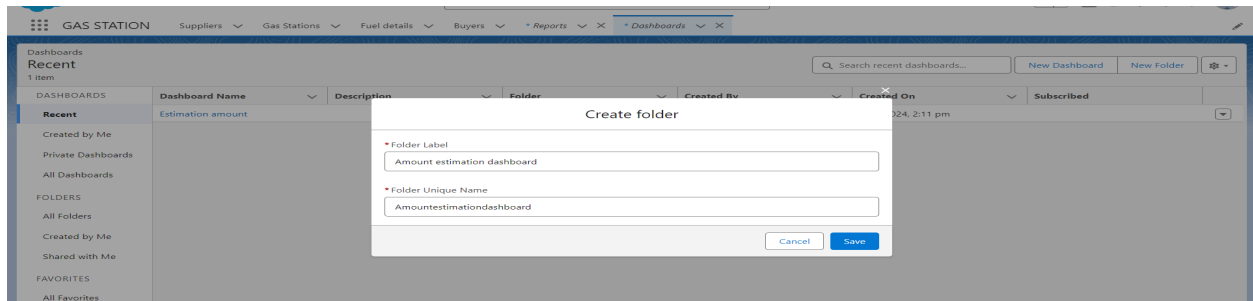 GAS STATION Suppliers Gas Stations Fuel details Buyers * Reports * Dashboards
Dashboards
Recent
1 item
Search recent dashboards...
New Dashboard
New Folder
DASHBOARDS Dashboard Name Description Folder Created By Created On Subscribed
Recent Estimation amount 024, 2:11 pm
Created by Me
Private Dashboards
All Dashboards
FOLDERS
All Folders
Created by Me
Shared with Me
FAVORITES
All Favorites
Create folder
* Folder Label
Amount estimation dashboard
* Folder Unique Name
Amountestimationdashboard
Cancel Save